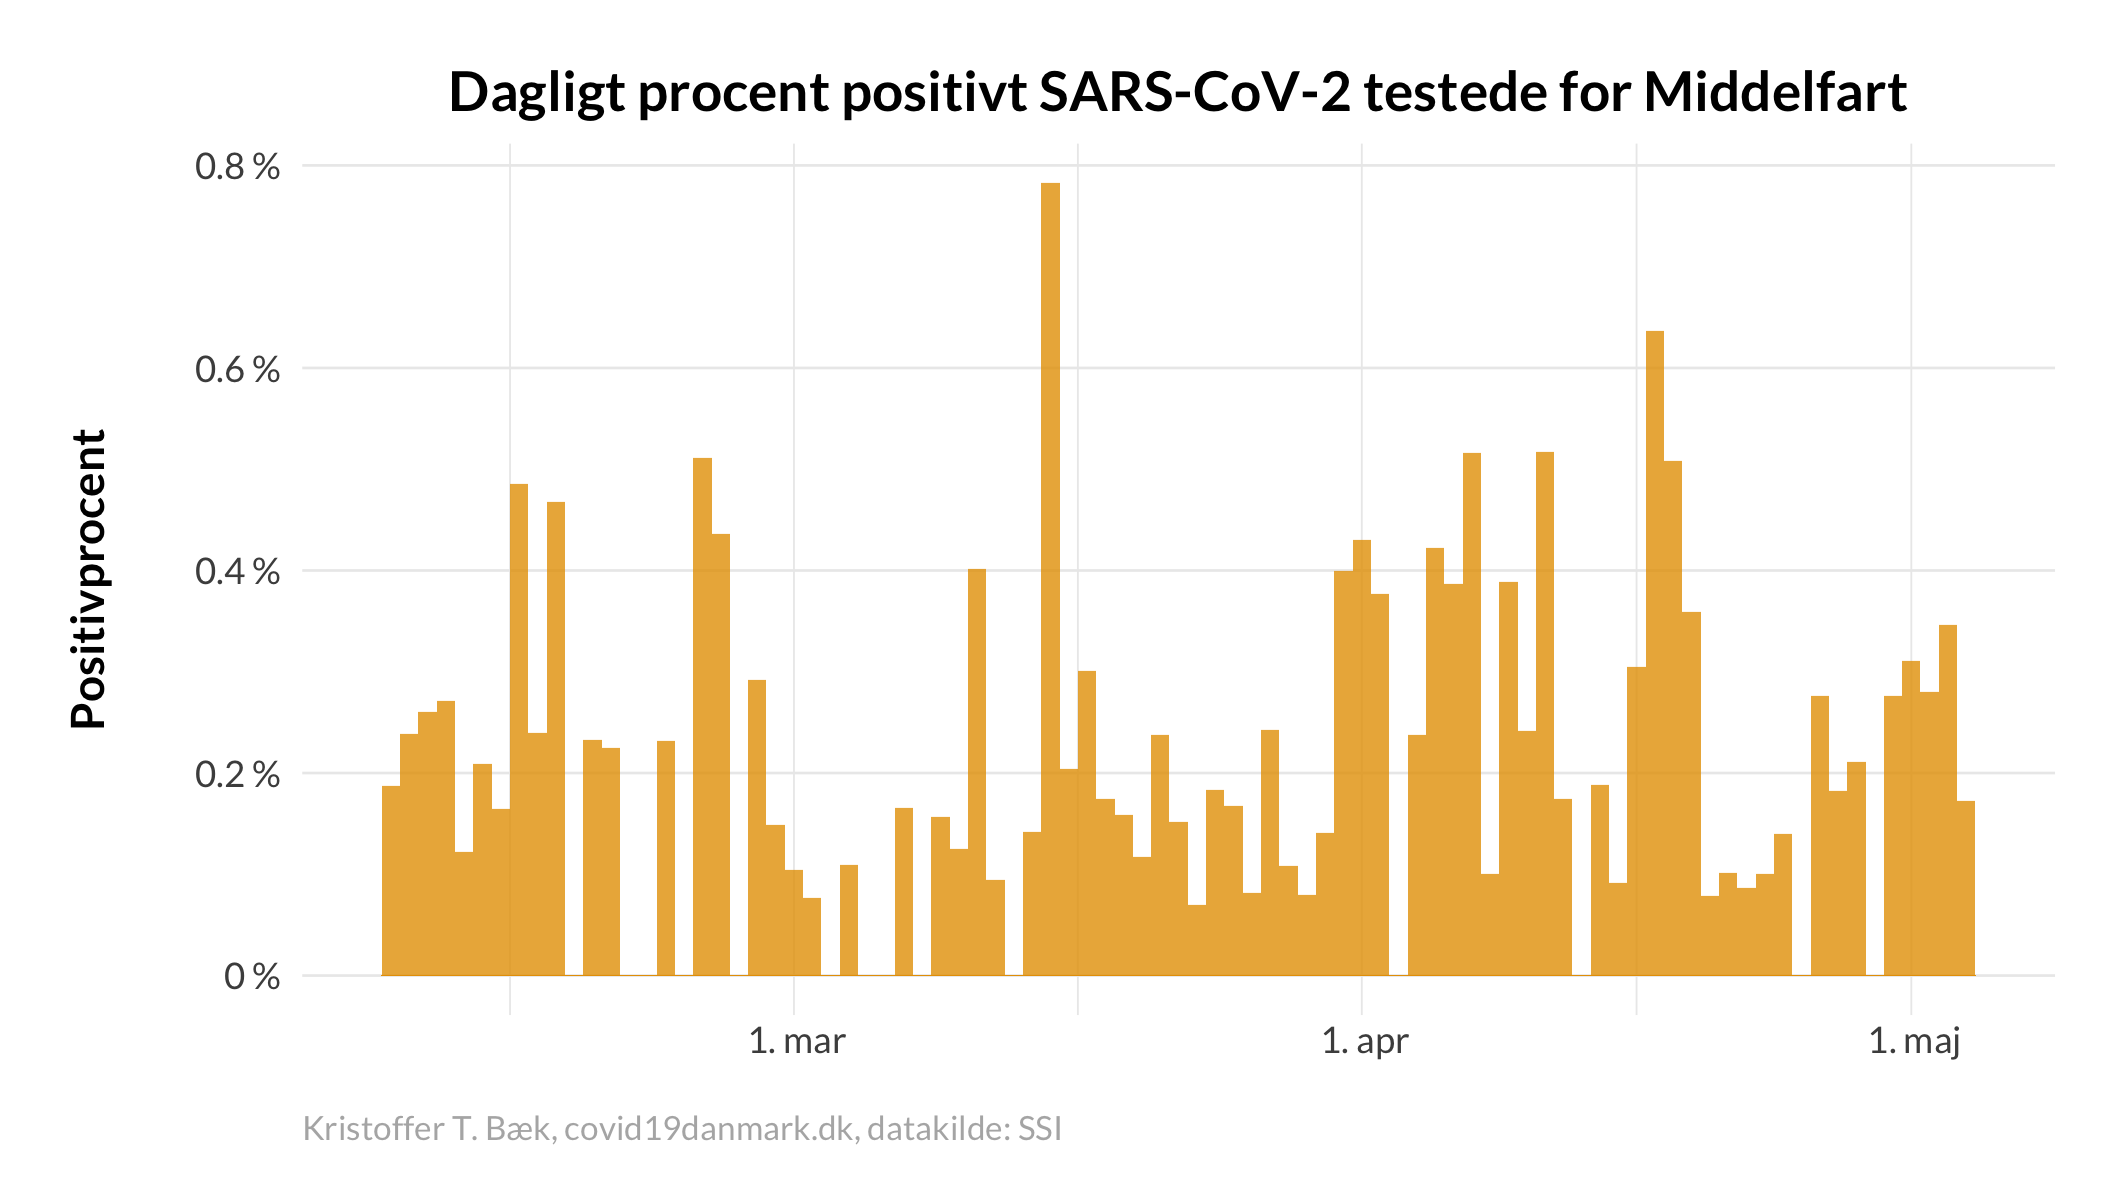 Dagligt procent positivt SARS-CoV-2 testede for Middelfart
Positivprocent
0.8 %
0.6 %
0.4 %
0.2 %
0 %
1. mar
1. apr
1. maj
Kristoffer T. Bæk, covid19danmark.dk, datakilde: SSI